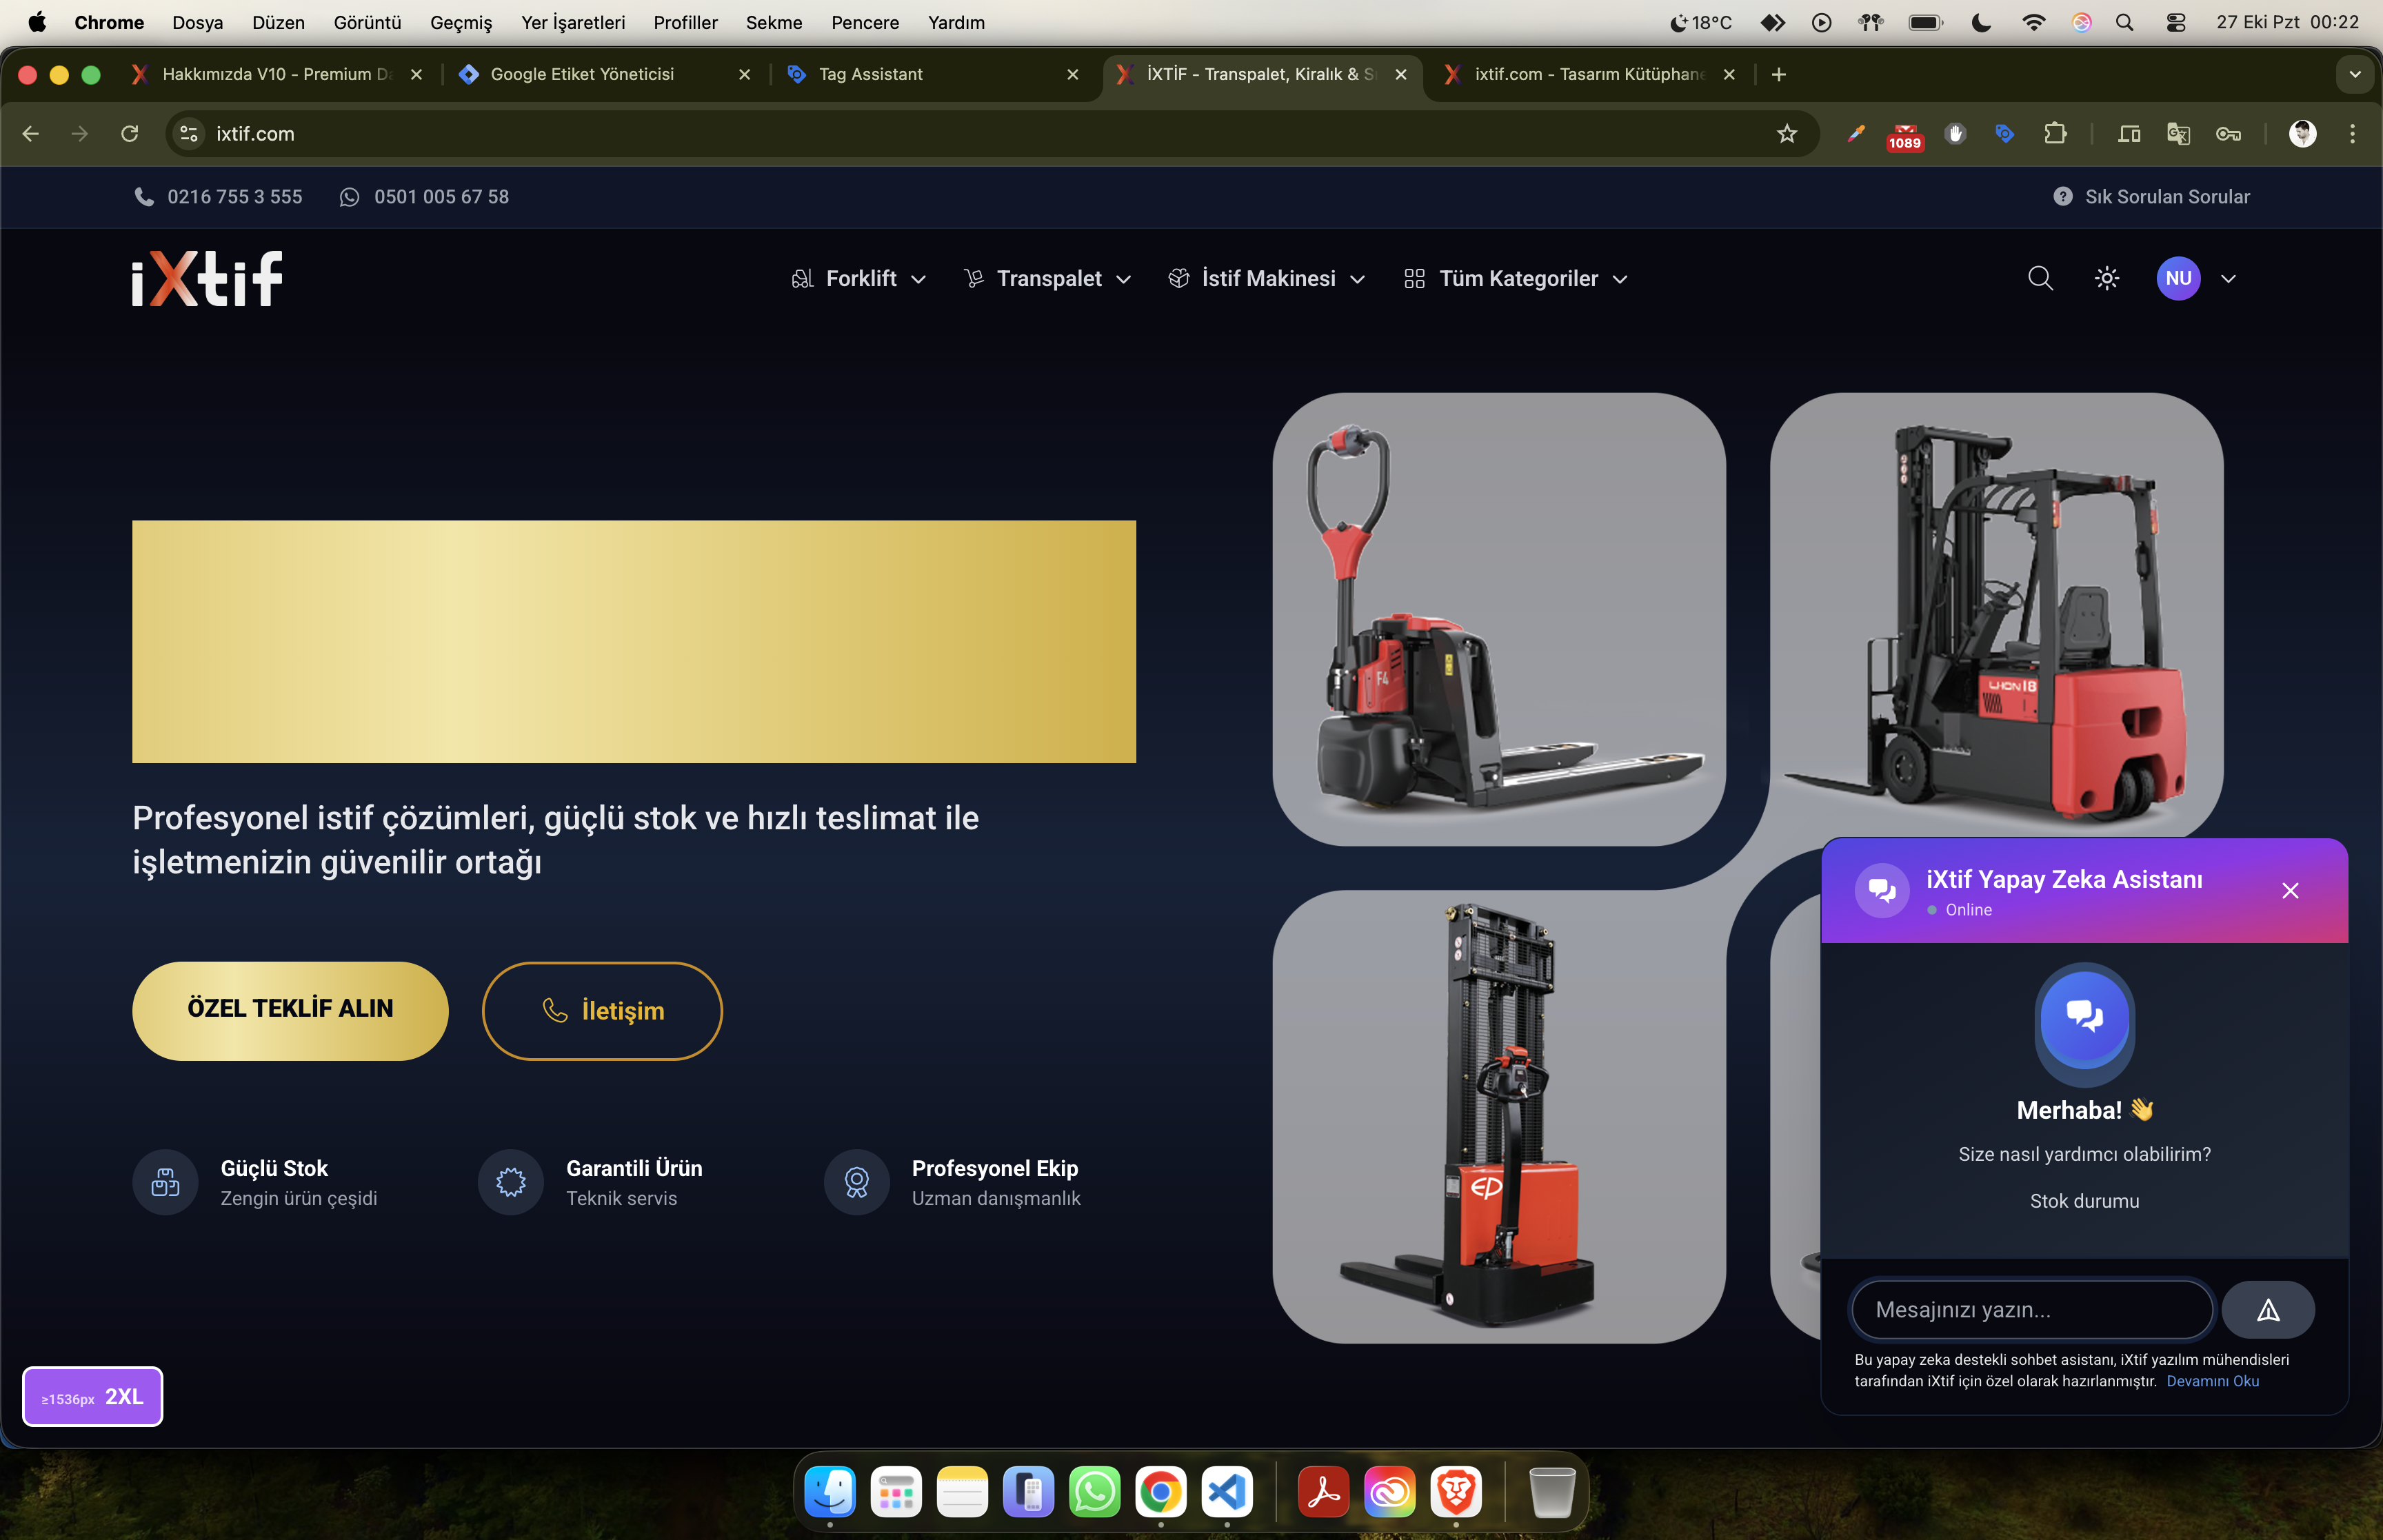 Chrome Dosya Düzen Görüntü Geçmiş Yer İşaretleri Profiller Sekme Pencere Yardım 18°C 27 Eki Pzt 00:22
Hakkımızda V10 - Premium Google Etiket Yöneticisi Tag Assistant İXTİF - Transpalet, Kiralık & ixtif.com - Tasarım
ixtif.com 1089
0216 755 3 555 0501 005 67 58 Sık Sorulan Sorular
iXtif Forklift Transpalet İstif Makinesi Tüm Kategoriler NU
F4
LHON 18
Profesyonel istif çözümleri, güçlü stok ve hızlı teslimat ile
işletmenizin güvenilir ortağı
ÖZEL TEKLİF ALIN İletişim
Güçlü Stok
Zengin ürün çeşidi
Garantili Ürün
Teknik servis
Profesyonel Ekip
Uzman danışmanlık
EP
iXtif Yapay Zeka Asistanı
Online
Merhaba! 👋
Size nasıl yardımcı olabilirim?
Stok durumu
Mesajınızı yazın...
Bu yapay zeka destekli sohbet asistanı, iXtif yazılım mühendisleri
tarafından iXtif için özel olarak hazırlanmıştır. Devamını Oku
≥1536px 2XL